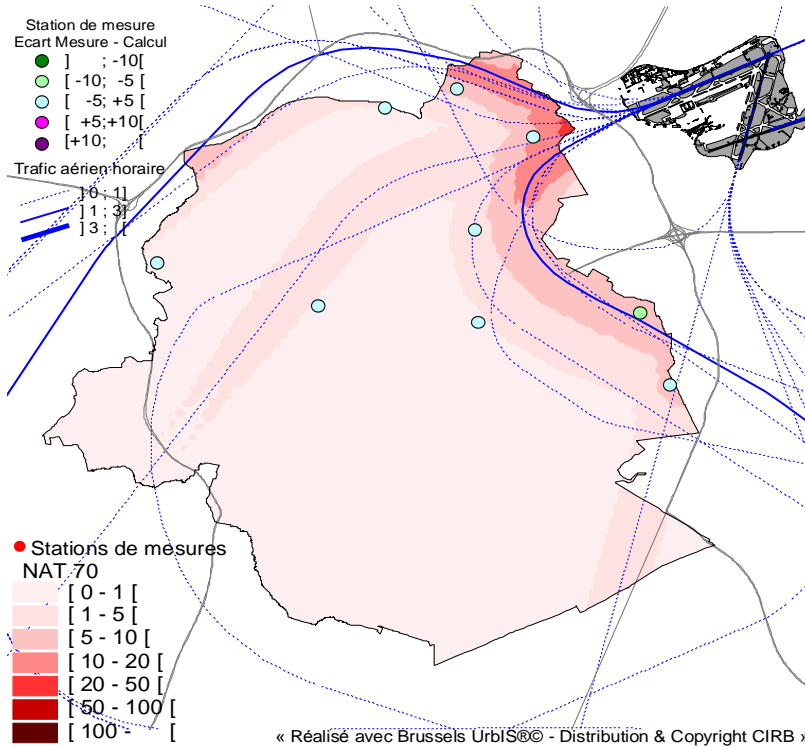 Station de mesure
Ecart Mesure - Calcul
]      ; -10[
[ -10;  -5 [
[  -5; +5 [
[  +5;+10[
[+10;      [
Trafic aérien horaire
] 0 ; 1]
] 1 ; 3]
] 3 ;   [
Stations de mesures
NAT 70
[ 0 - 1 [
[ 1 - 5 [
[ 5 - 10 [
[ 10 - 20 [
[ 20 - 50 [
[ 50 - 100 [
[ 100 -      [
« Réalisé avec Brussels UrbIS®© - Distribution & Copyright CIRB »